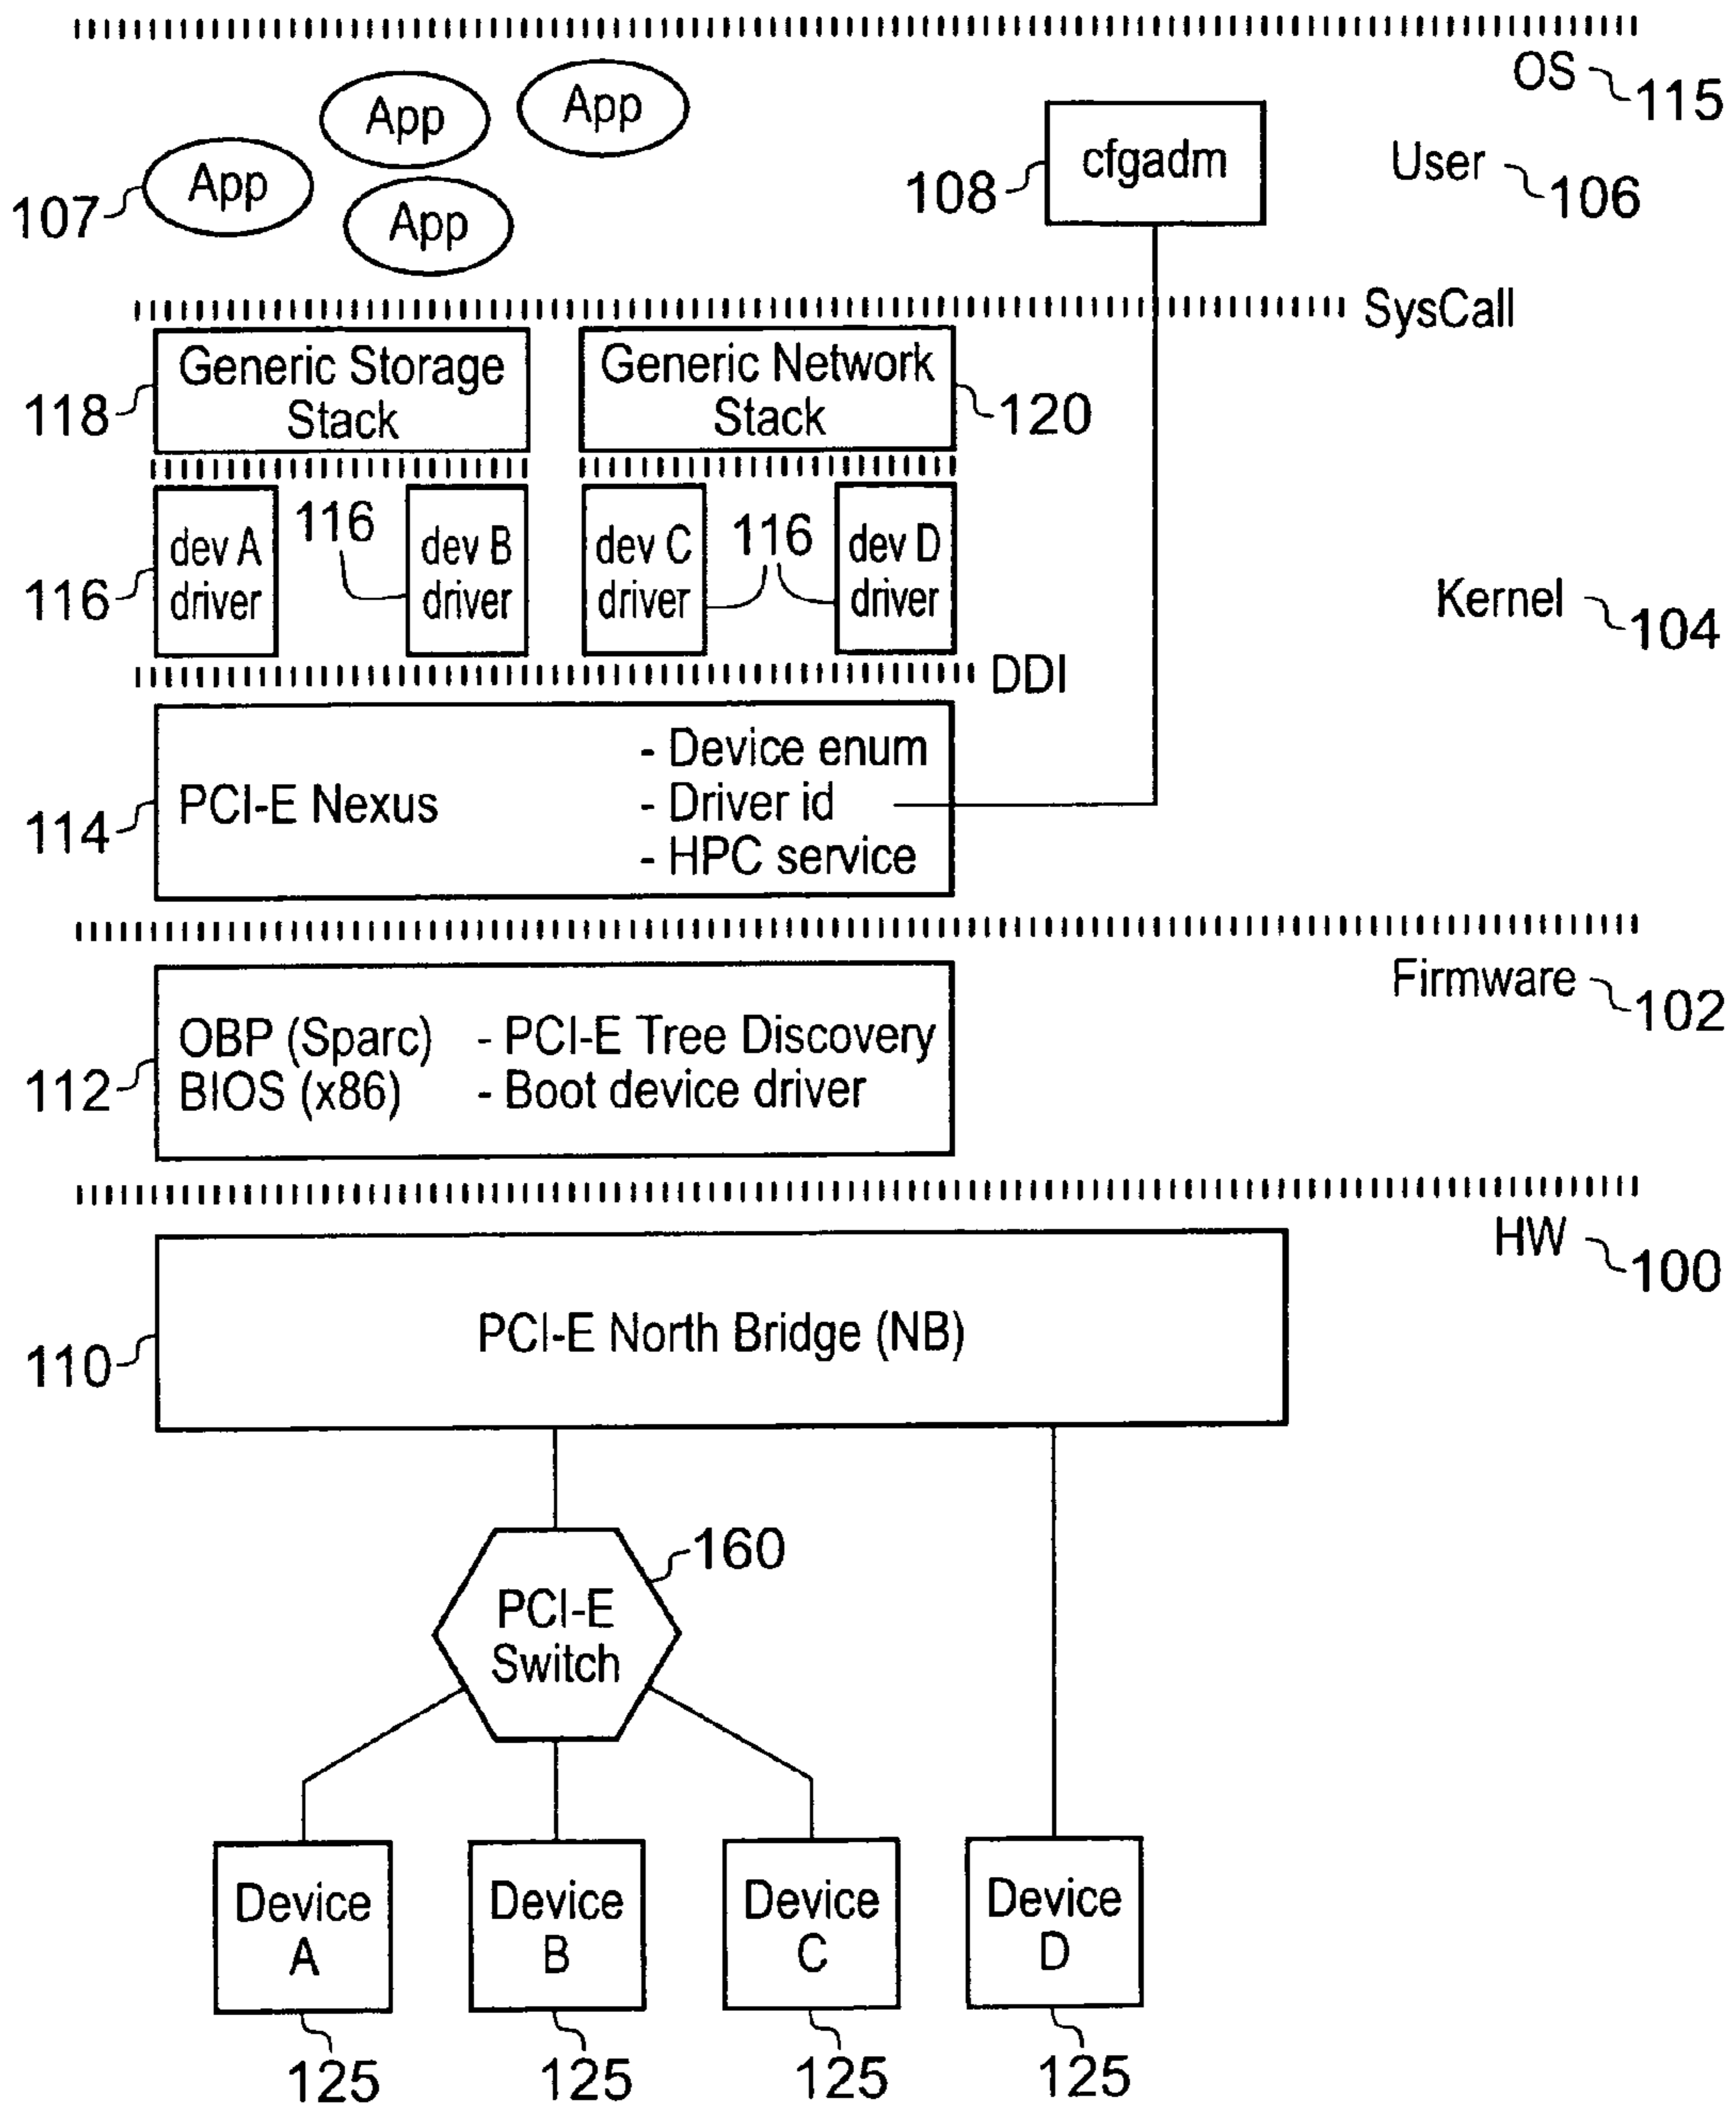 OS 115
App
App
App
App
107
108
cfgadm
User 106
SysCall
Generic Storage
Stack
118
Generic Network
Stack
120
dev A
driver
116
116
dev B
driver
dev C
driver
116
dev D
driver
Kernel 104
DDI
114
PCI-E Nexus
- Device enum
- Driver id
- HPC service
Firmware 102
112
OBP (Sparc) - PCI-E Tree Discovery
BIOS (x86) - Boot device driver
HW 100
110
PCI-E North Bridge (NB)
160
PCI-E
Switch
Device
A
Device
B
Device
C
Device
D
125
125
125
125